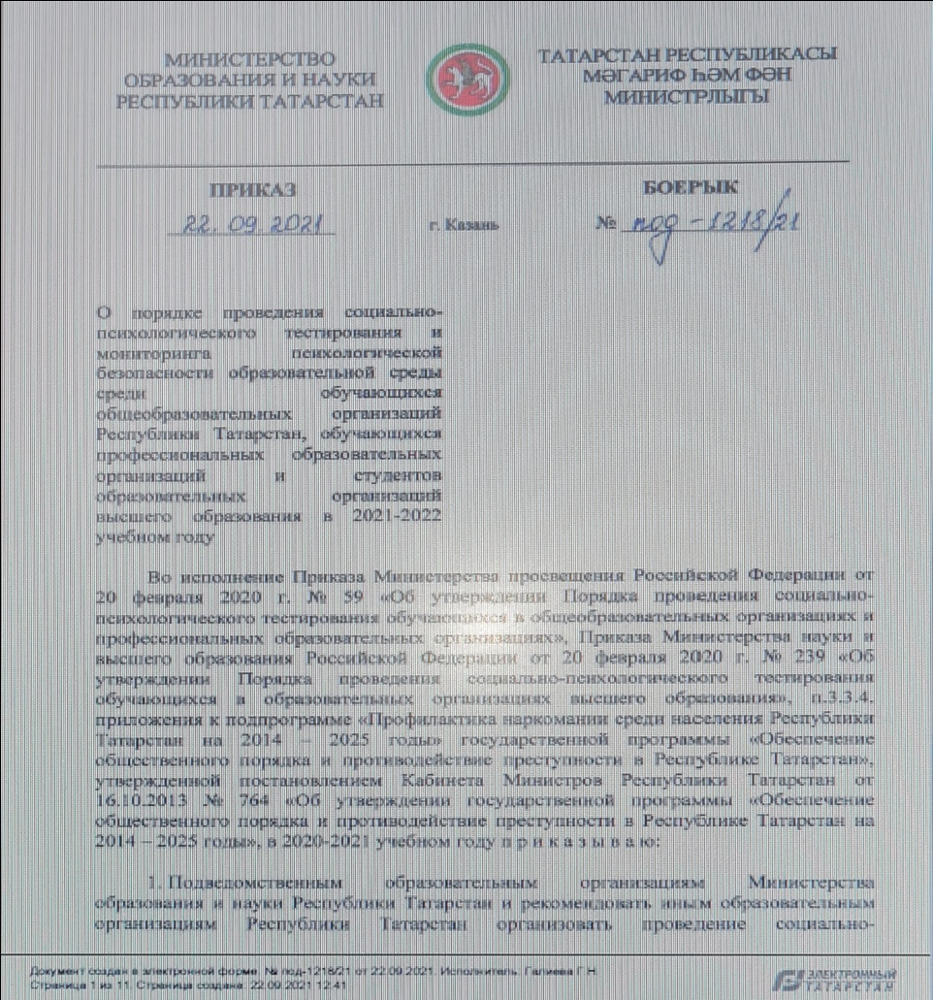 МИНИСТЕРСТВО
ОБРАЗОВАНИЯ И НАУКИ
РЕСПУБЛИКИ ТАТАРСТАН
ТАТАРСТАН РЕСПУБЛИКАСЫ
МӘГАРИФ ҺӘМ ФӘН
МИНИСТРЛЫГЫ
ПРИКАЗ
БОЕРЫК
22.09.2021
г. Казань
№ под-1218/21
О порядке проведения социально-
психологического тестирования и
мониторинга психологической
безопасности образовательной среды
среди обучающихся
общеобразовательных организаций
Республики Татарстан, обучающихся
профессиональных образовательных
организаций и студентов
образовательных организаций
высшего образования в 2021-2022
учебном году
Во исполнение Приказа Министерства просвещения Российской Федерации от
20 февраля 2020 г. № 59 «Об утверждении Порядка проведения социально-
психологического тестирования обучающихся в общеобразовательных организациях и
профессиональных образовательных организациях», Приказа Министерства науки и
высшего образования Российской Федерации от 20 февраля 2020 г. № 239 «Об
утверждении Порядка проведения социально-психологического тестирования
обучающихся в образовательных организациях высшего образования», п.3.3.4.
приложения к подпрограмме «Профилактика наркомании среди населения Республики
Татарстан на 2014 – 2025 годы» государственной программы «Обеспечение
общественного порядка и противодействие преступности в Республике Татарстан»,
утвержденной постановлением Кабинета Министров Республики Татарстан от
16.10.2013 № 764 «Об утверждении государственной программы «Обеспечение
общественного порядка и противодействие преступности в Республике Татарстан на
2014 – 2025 годы», в 2020-2021 учебном году п р и к а з ы в а ю:
1. Подведомственным образовательным организациям Министерства
образования и науки Республики Татарстан и рекомендовать иным образовательным
организациям Республики Татарстан организовать проведение социально-
Документ создан в электронной форме. № под-1218/21 от 22.09.2021. Исполнитель: Галиева Г.Н.
Страница 1 из 11. Страница создана: 22.09.2021 12:41
ЭЛЕКТРОННЫЙ
ТАТАРСТАН